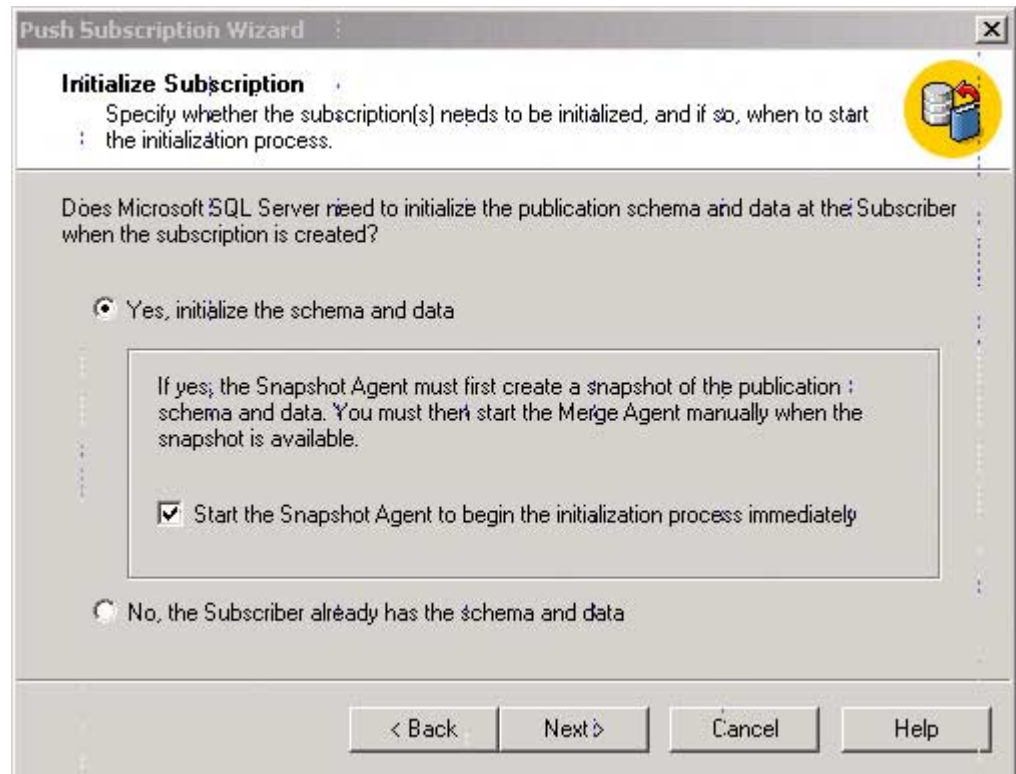 Push Subscription Wizard
Initialize Subscription
Specify whether the subscription(s) needs to be initialized, and if so, when to start
the initialization process.
Does Microsoft SQL Server need to initialize the publication schema and data at the Subscriber
when the subscription is created?
Yes, initialize the schema and data
If yes, the Snapshot Agent must first create a snapshot of the publication
schema and data. You must then start the Merge Agent manually when the
snapshot is available.
Start the Snapshot Agent to begin the initialization process immediately
No, the Subscriber already has the schema and data
< Back Next > Cancel Help